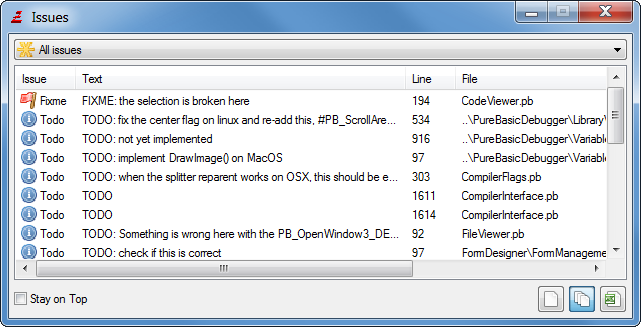 Issues
All issues
Issue Text Line File
Fixme FIXME: the selection is broken here 194 CodeViewer.pb
Todo TODO: fix the center flag on linux and re-add this, #PB_ScrollAre... 534 ..\PureBasicDebugger\Library\
Todo TODO: not yet implemented 916 ..\PureBasicDebugger\Variable
Todo TODO: implement DrawImage() on MacOS 97 ..\PureBasicDebugger\Variable
Todo TODO: when the splitter reparent works on OSX, this should be e... 303 CompilerFlags.pb
Todo TODO 1611 CompilerInterface.pb
Todo TODO 1614 CompilerInterface.pb
Todo TODO: Something is wrong here with the PB_OpenWindow3_DE... 92 FileViewer.pb
Todo TODO: check if this is correct 97 FormDesigner\FormManageme
Stay on Top